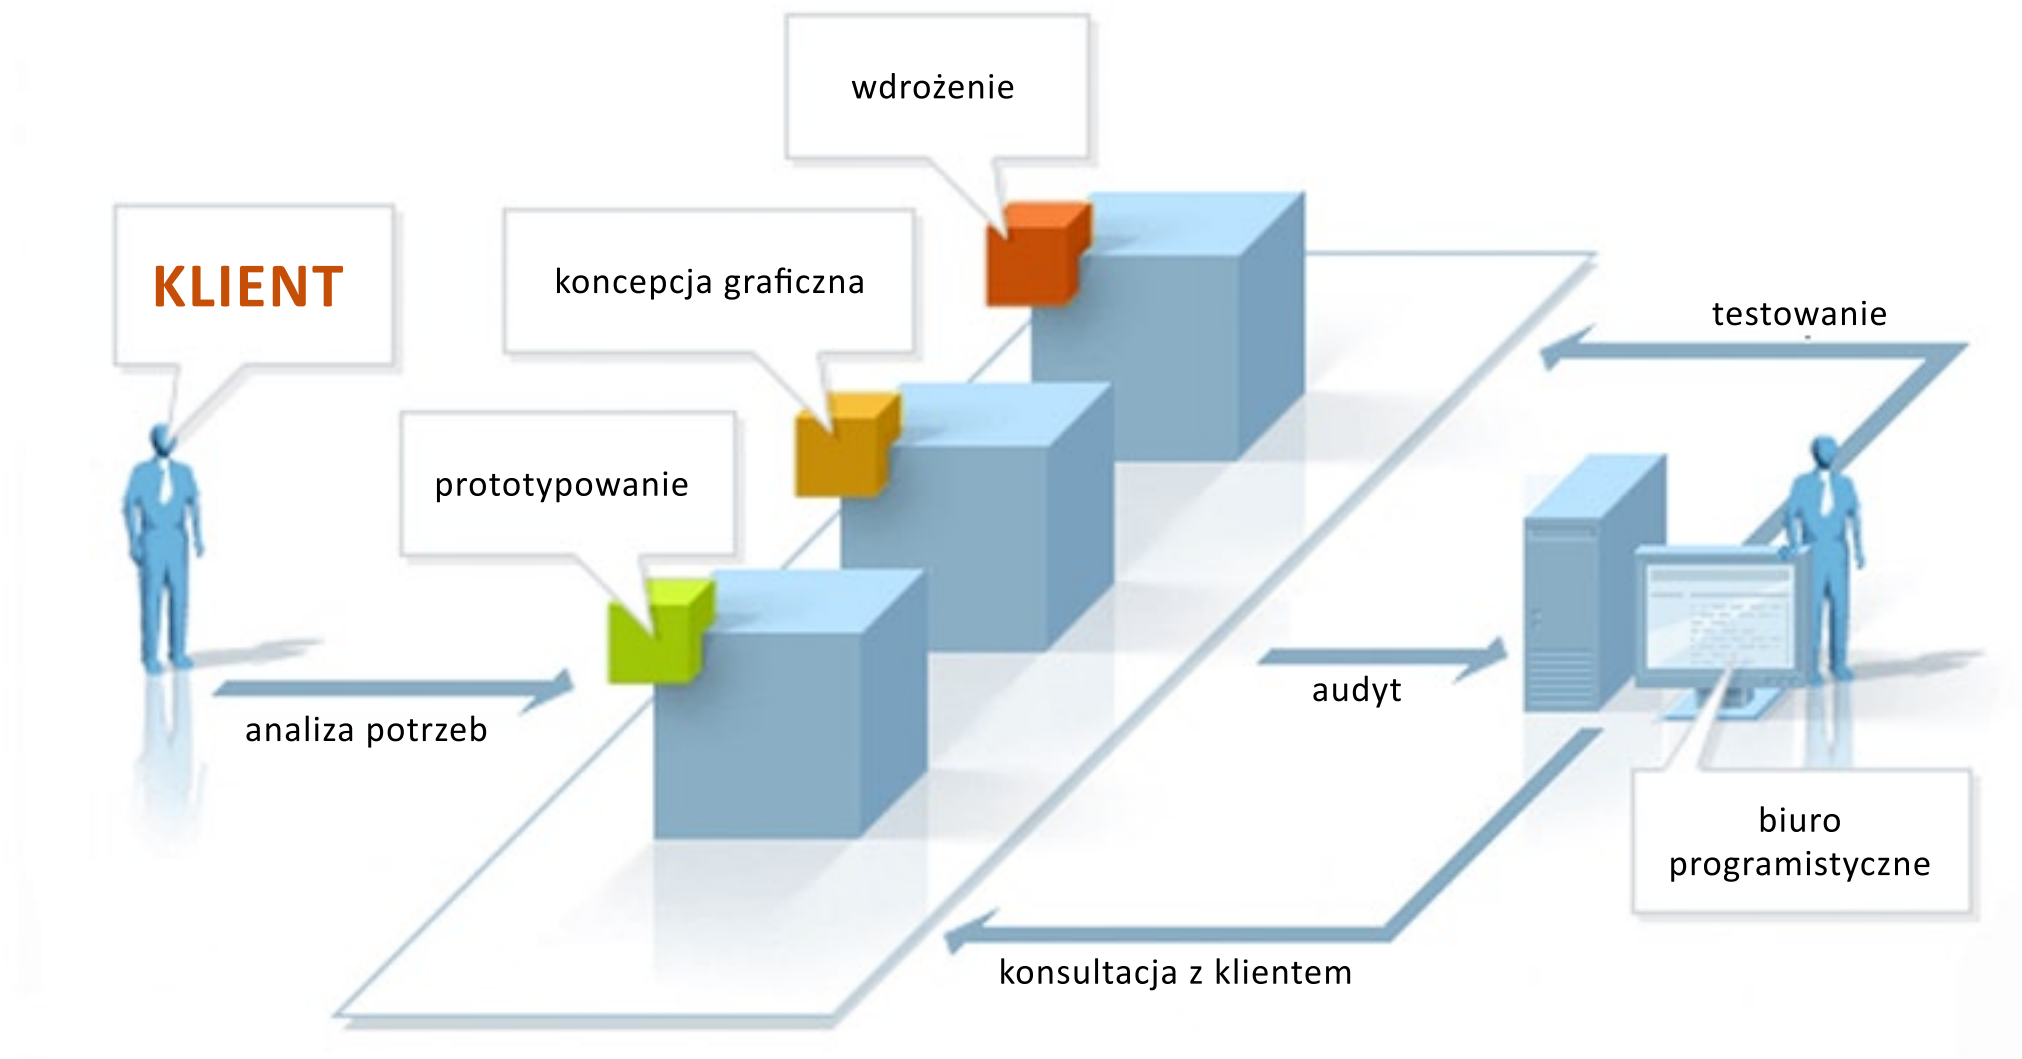 wdrożenie
KLIENT
koncepcja graficzna
testowanie
prototypowanie
audyt
analiza potrzeb
biuro
programistyczne
konsultacja z klientem